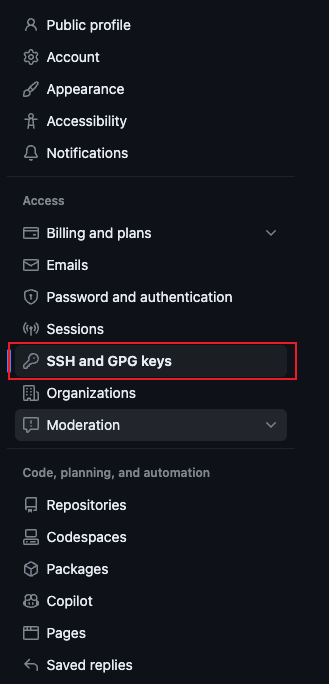 Public profile
Account
Appearance
Accessibility
Notifications
Access
Billing and plans
Emails
Password and authentication
Sessions
SSH and GPG keys
Organizations
Moderation
Code, planning, and automation
Repositories
Codespaces
Packages
Copilot
Pages
Saved replies